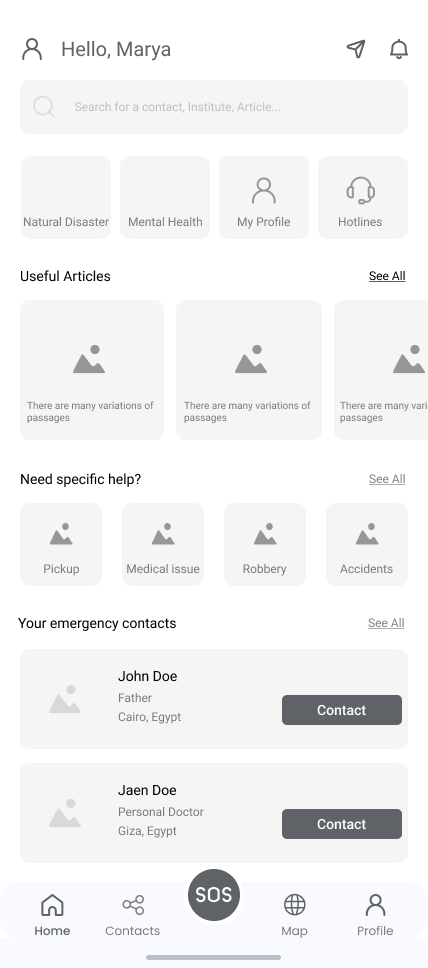 Hello, Marya
Search for a contact, Institute, Article...
Natural Disaster
Mental Health
My Profile
Hotlines
Useful Articles
See All
There are many variations of
passages
There are many variations of
passages
There are many vari
passages
Need specific help?
See All
Pickup
Medical issue
Robbery
Accidents
Your emergency contacts
See All
John Doe
Father
Cairo, Egypt
Contact
Jaen Doe
Personal Doctor
Giza, Egypt
Contact
SOS
Home
Contacts
Map
Profile